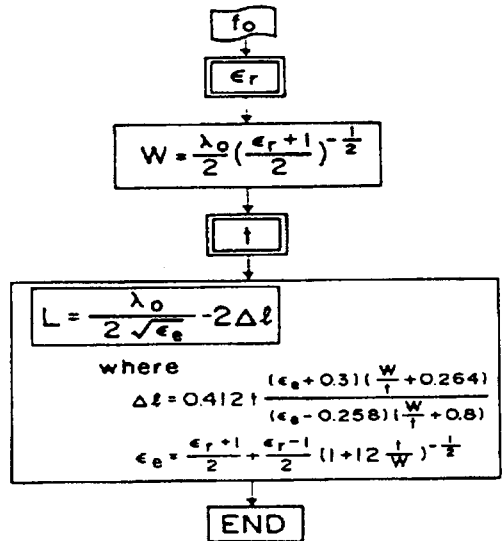 f₀
εr
W = λ₀/2 ((εr+1)/2)^(-1/2)
t
L = λ₀/(2√εe) - 2Δℓ
where
Δℓ = 0.412 t ((εe+0.3)(W/t+0.264))/((εe-0.258)(W/t+0.8))
εe = (εr+1)/2 + (εr-1)/2 (1+12 t/W)^(-1/2)
END